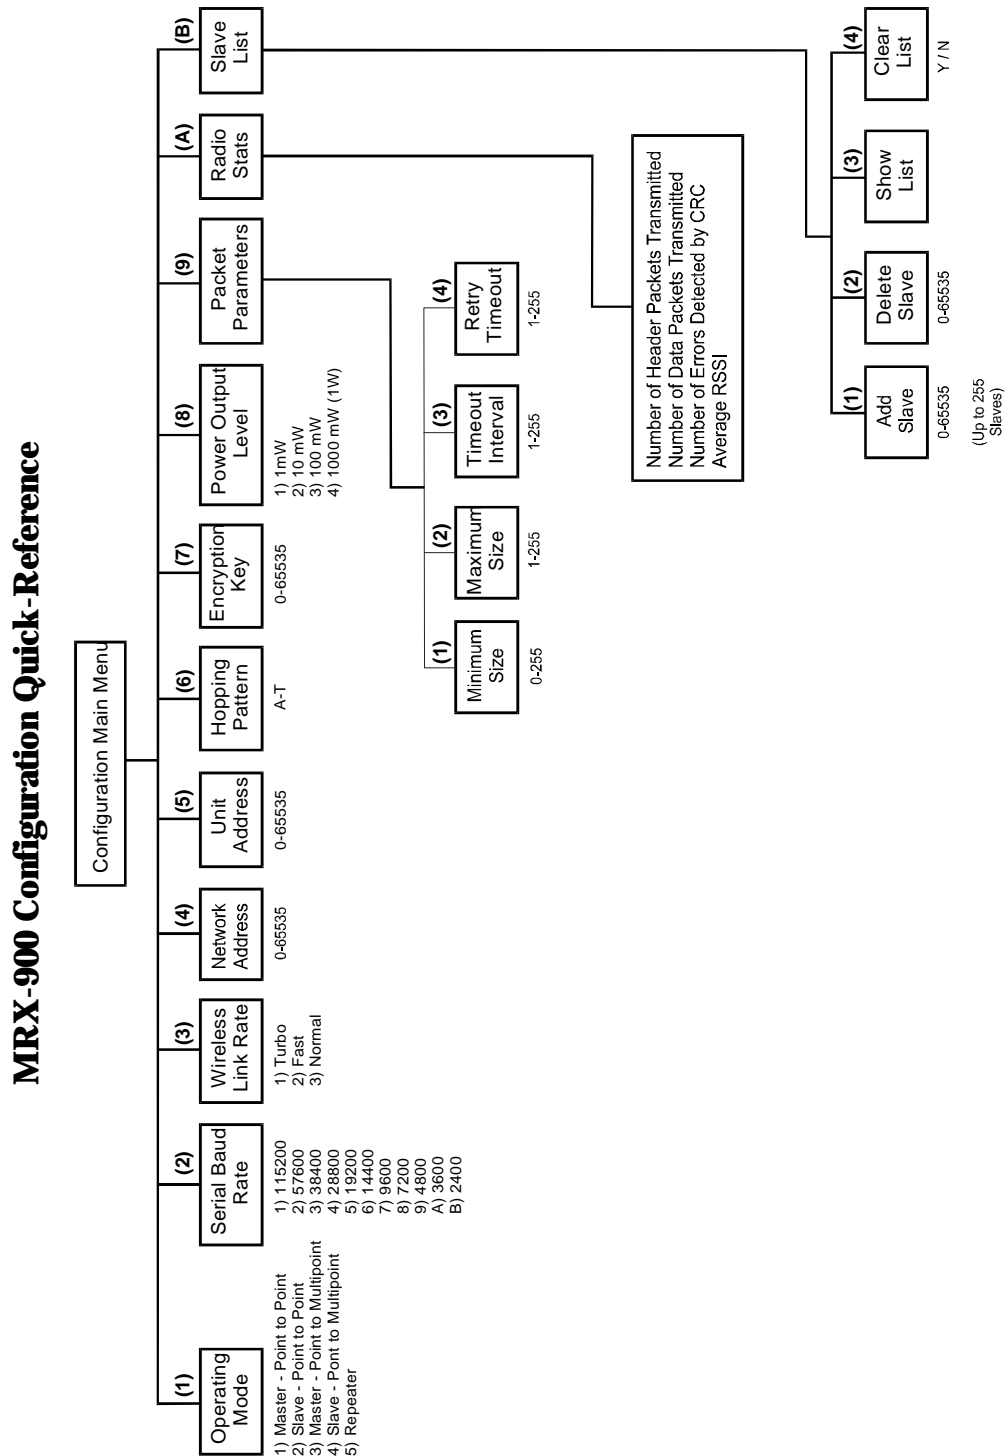 MRX-900 Configuration Quick-Reference
Configuration Main Menu
(1)
Operating
Mode
1) Master - Point to Point
2) Slave - Point to Point
3) Master - Point to Multipoint
4) Slave - Pont to Multipoint
5) Repeater
(2)
Serial Baud
Rate
1) 115200
2) 57600
3) 38400
4) 28800
5) 19200
6) 14400
7) 9600
8) 7200
9) 4800
A) 3600
B) 2400
(3)
Wireless
Link Rate
1) Turbo
2) Fast
3) Normal
(4)
Network
Address
0-65535
(5)
Unit
Address
0-65535
(6)
Hopping
Pattern
A-T
(7)
Encryption
Key
0-65535
(8)
Power Output
Level
1) 1mW
2) 10 mW
3) 100 mW
4) 1000 mW (1W)
(9)
Packet
Parameters
(A)
Radio
Stats
(B)
Slave
List
(1)
Minimum
Size
0-255
(2)
Maximum
Size
1-255
(3)
Timeout
Interval
1-255
(4)
Retry
Timeout
1-255
Number of Header Packets Transmitted
Number of Data Packets Transmitted
Number of Errors Detected by CRC
Average RSSI
(1)
Add
Slave
0-65535
(Up to 255
Slaves)
(2)
Delete
Slave
0-65535
(3)
Show
List
(4)
Clear
List
Y / N